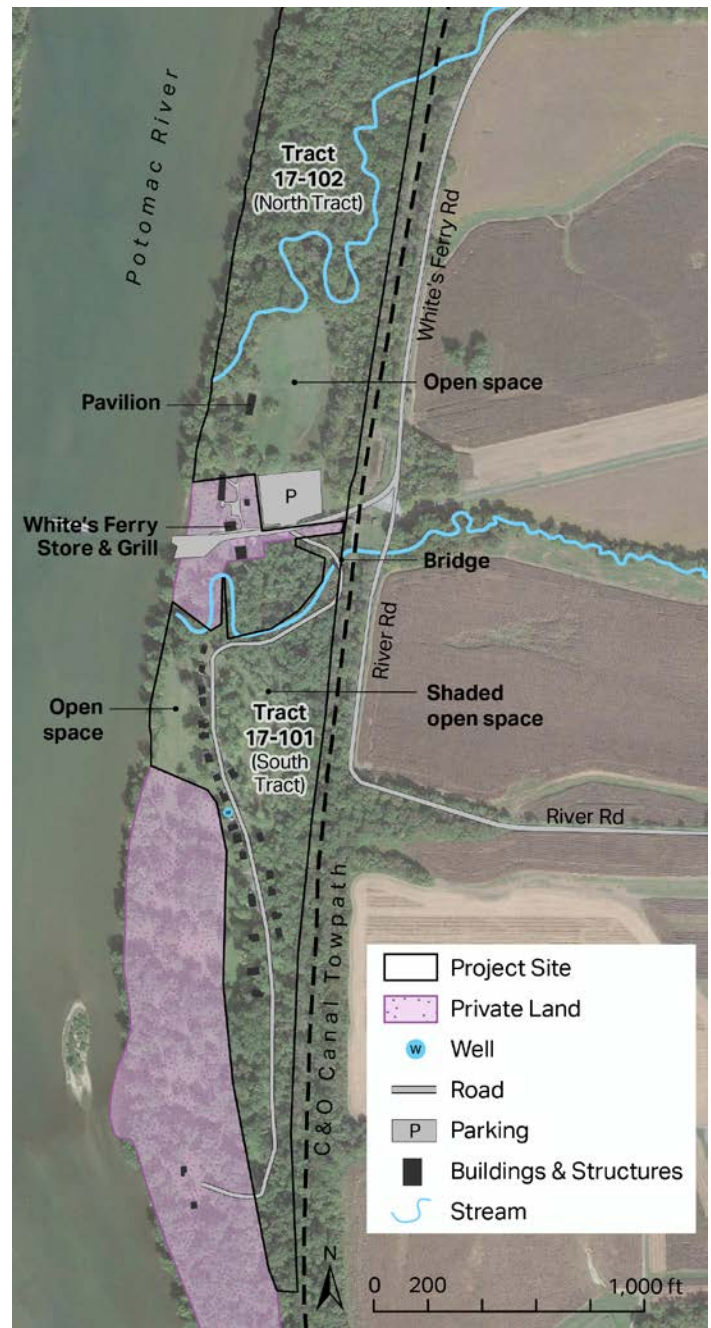 Potomac River
Tract
17-102
(North Tract)
White's Ferry Rd
Open space
Pavilion
P
White's Ferry
Store & Grill
Bridge
River Rd
Open
space
Shaded
open space
Tract
17-101
(South
Tract)
W
River Rd
C&O Canal Towpath
Project Site
Private Land
W
Well
Road
P
Parking
Buildings & Structures
Stream
N
0 200 1,000 ft